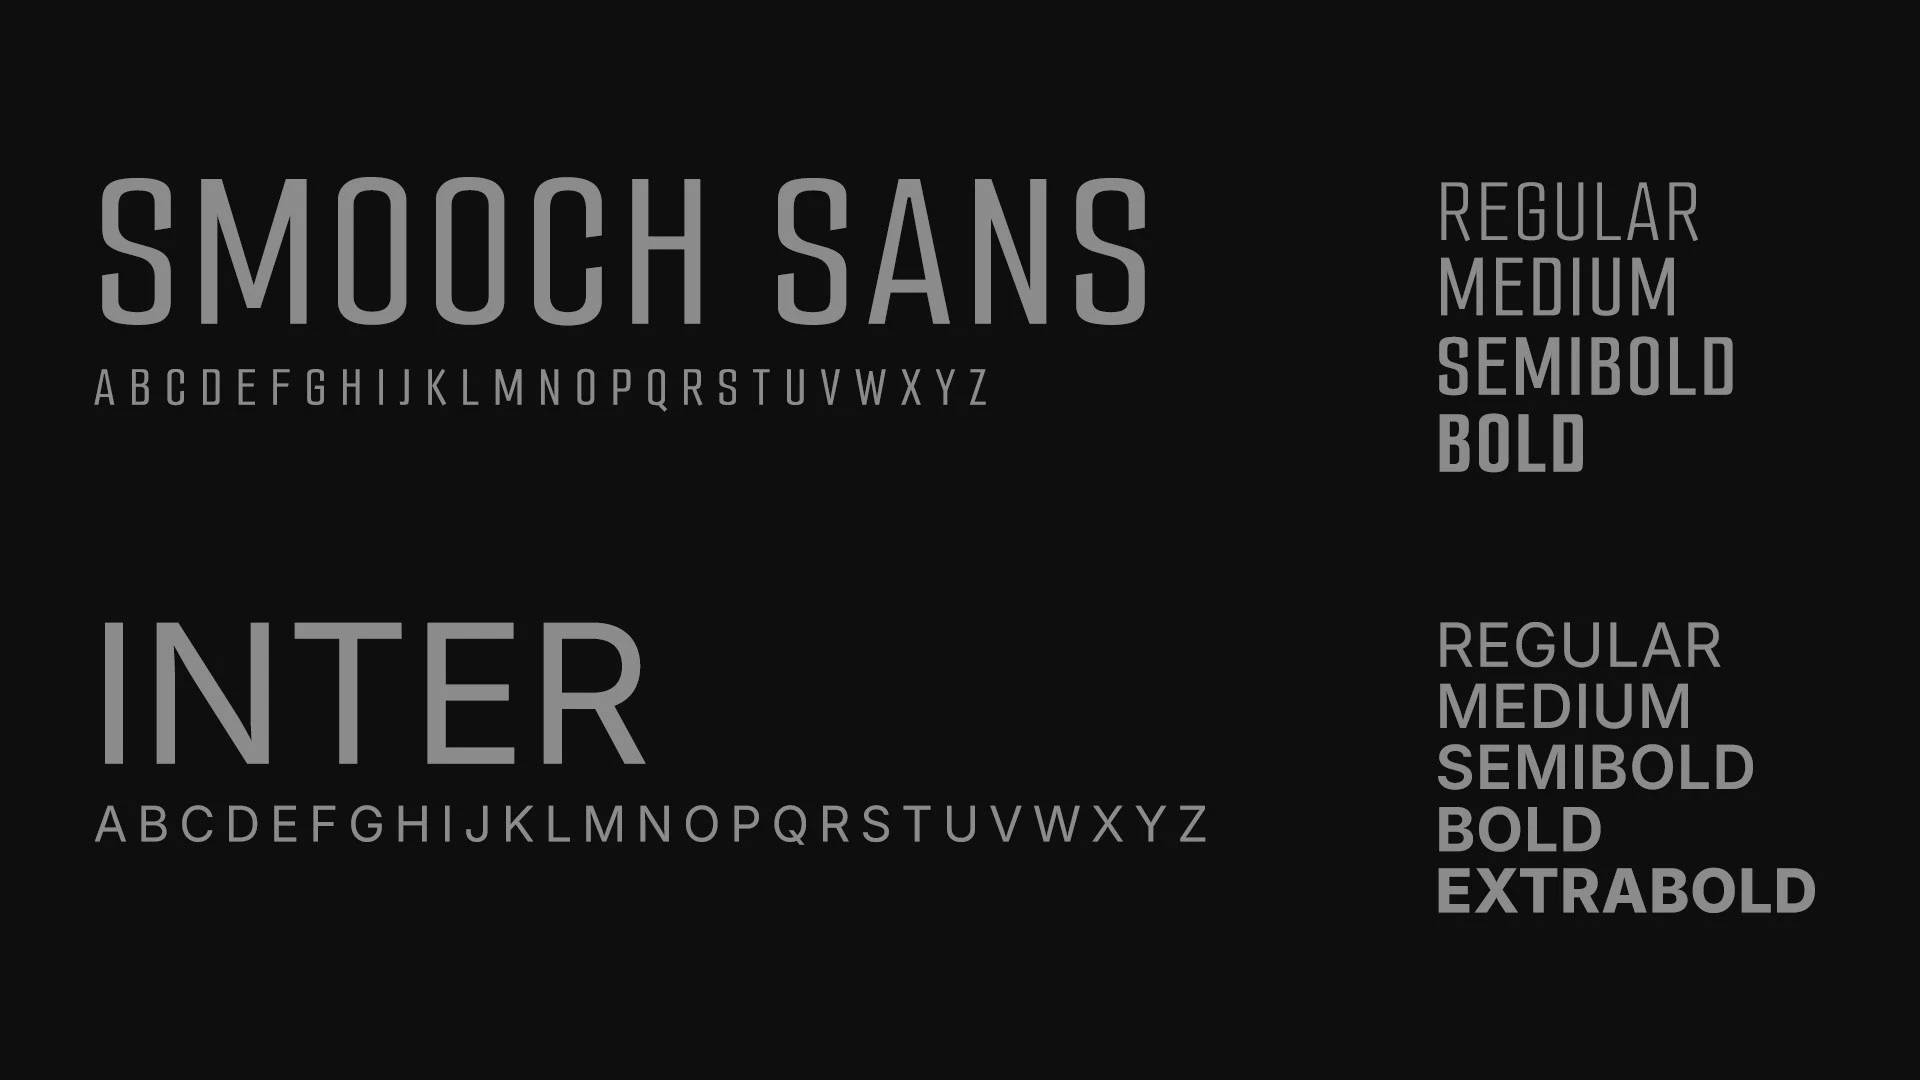 SMOOCH SANS
A B C D E F G H I J K L M N O P Q R S T U V W X Y Z
REGULAR
MEDIUM
SEMIBOLD
BOLD
INTER
A B C D E F G H I J K L M N O P Q R S T U V W X Y Z
REGULAR
MEDIUM
SEMIBOLD
BOLD
EXTRABOLD